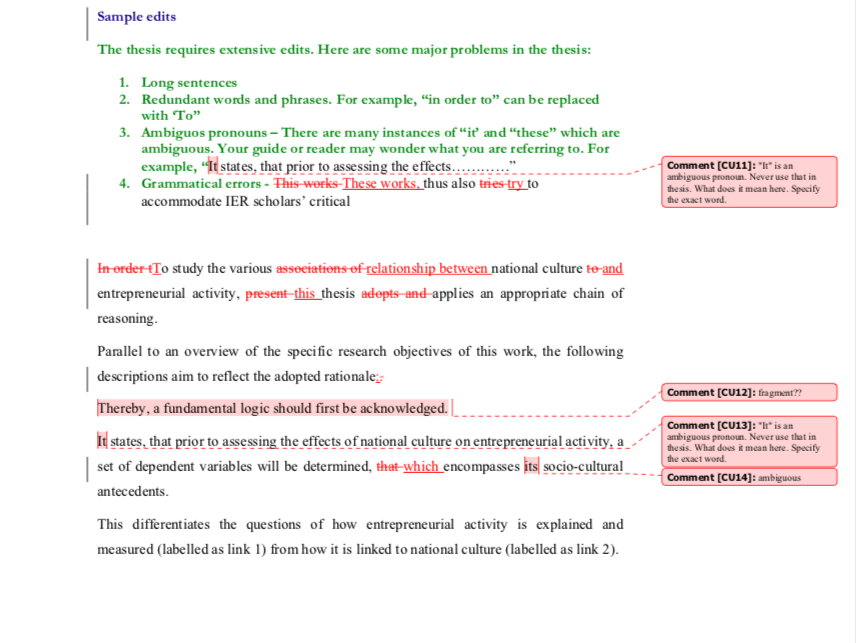 Sample edits
The thesis requires extensive edits. Here are some major problems in the thesis:
1. Long sentences
2. Redundant words and phrases. For example, “in order to” can be replaced
with ‘To”
3. Ambiguos pronouns – There are many instances of “it’ and “these” which are
ambiguous. Your guide or reader may wonder what you are referring to. For
example, “It states, that prior to assessing the effects…………”
4. Grammatical errors - This works These works, thus also tries try to
accommodate IER scholars’ critical
Comment [CU11]: "It" is an
ambiguous pronoun. Never use that in
thesis. What does it mean here. Specify
the exact word.
In order tTo study the various associations of relationship between national culture to and
entrepreneurial activity, present this thesis adopts and applies an appropriate chain of
reasoning.
Parallel to an overview of the specific research objectives of this work, the following
descriptions aim to reflect the adopted rationale:.
Thereby, a fundamental logic should first be acknowledged.
Comment [CU12]: fragment??
It states, that prior to assessing the effects of national culture on entrepreneurial activity, a
set of dependent variables will be determined, that which encompasses its socio-cultural
antecedents.
Comment [CU13]: "It" is an
ambiguous pronoun. Never use that in
thesis. What does it mean here. Specify
the exact word.
Comment [CU14]: ambiguous
This differentiates the questions of how entrepreneurial activity is explained and
measured (labelled as link 1) from how it is linked to national culture (labelled as link 2).